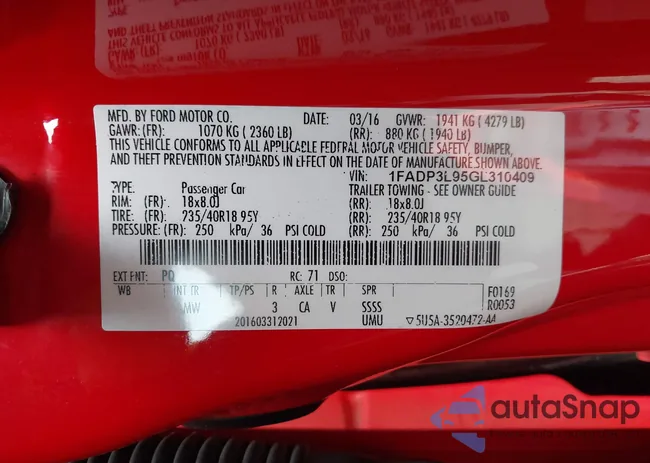 MFD. BY FORD MOTOR CO. DATE: 03/16 GVWR: 1941 KG ( 4279 LB)
GAWR: (FR): 1070 KG ( 2360 LB) (RR): 880 KG ( 1940 LB)
THIS VEHICLE CONFORMS TO ALL APPLICABLE FEDERAL MOTOR VEHICLE SAFETY, BUMPER,
AND THEFT PREVENTION STANDARDS IN EFFECT ON THE DATE OF MANUFACTURE SHOWN ABOVE.
VIN: 1FADP3L95GL310409
TYPE: Passenger Car TRAILER TOWING - SEE OWNER GUIDE
RIM: (FR): 18x8.0J (RR): 18x8.0J
TIRE: (FR): 235/40R18 95Y (RR): 235/40R18 95Y
PRESSURE: (FR): 250 kPa/ 36 PSI COLD (RR): 250 kPa/ 36 PSI COLD
EXT PNT: PQ RC: 71 DSO:
WB INT TR TP/PS R AXLE TR SPR F0169
MW 3 CA V SSSS R0053
201603312021 UMU ▽5U5A-3520472-AA
autoSnap